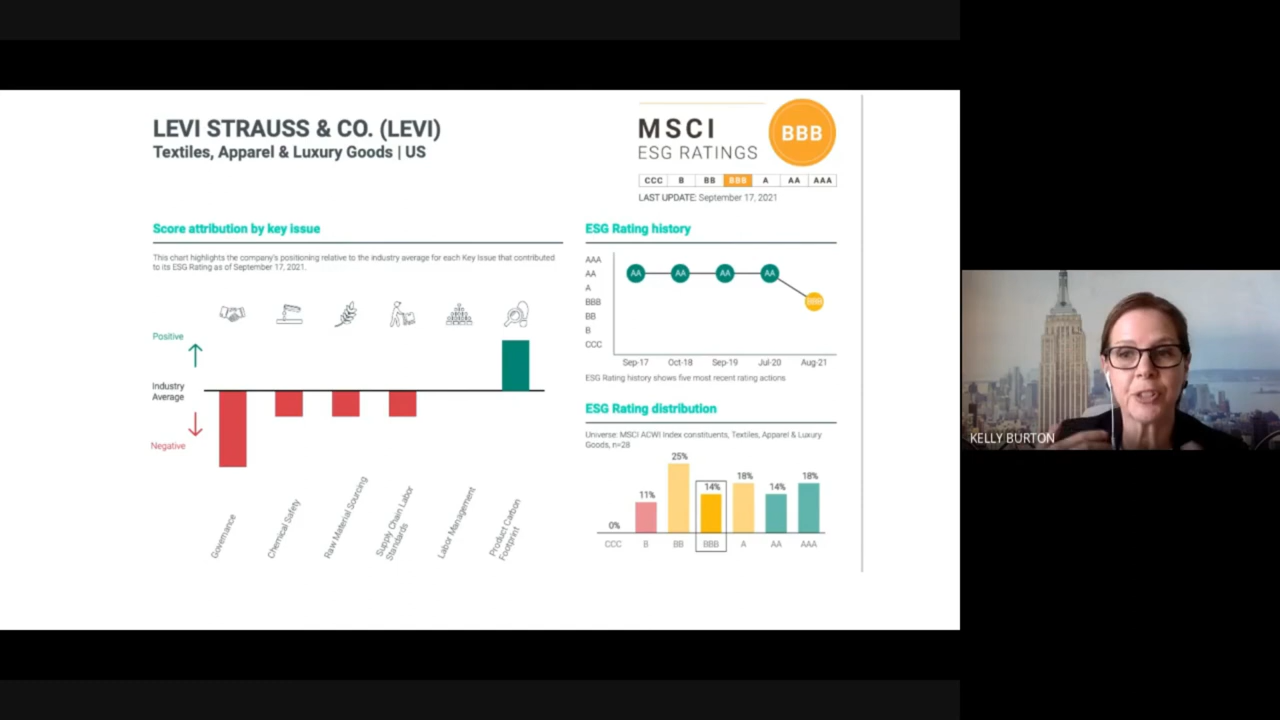 LEVI STRAUSS & CO. (LEVI)
Textiles, Apparel & Luxury Goods | US
MSCI
ESG RATINGS
BBB
CCC B BB BBB A AA AAA
LAST UPDATE: September 17, 2021
Score attribution by key issue
This chart highlights the company's positioning relative to the industry average for each Key Issue that contributed
to its ESG Rating as of September 17, 2021.
Positive
Industry
Average
Negative
Governance
Chemical Safety
Raw Material Sourcing
Supply Chain Labor
Standards
Labor Management
Product Carbon
Footprint
ESG Rating history
AAA
AA
A
BBB
BB
B
CCC
AA AA AA AA BBB
Sep-17 Oct-18 Sep-19 Jul-20 Aug-21
ESG Rating history shows five most recent rating actions
ESG Rating distribution
Universe: MSCI ACWI Index constituents, Textiles, Apparel & Luxury
Goods, n=28
0% 11% 25% 14% 18% 14% 18%
CCC B BB BBB A AA AAA
KELLY BURTON